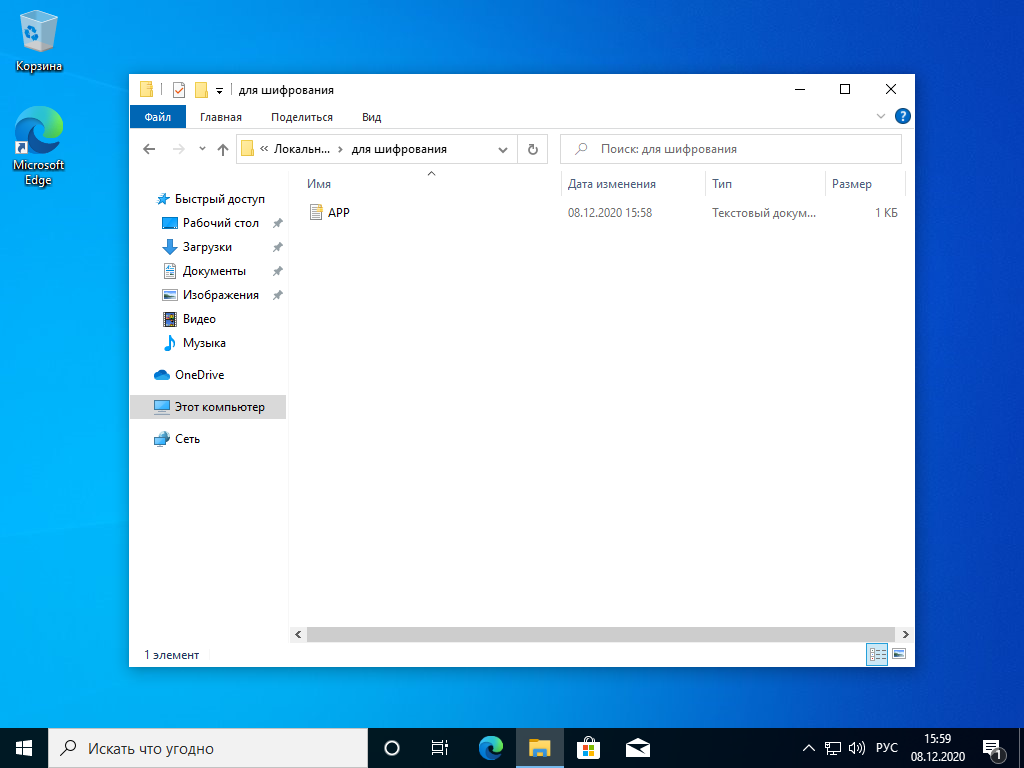 Корзина
Microsoft
Edge
для шифрования
Файл
Главная
Поделиться
Вид
?
« Локальн... › для шифрования
Поиск: для шифрования
Имя
Дата изменения
Тип
Размер
APP
08.12.2020 15:58
Текстовый докум...
1 КБ
Быстрый доступ
Рабочий стол
Загрузки
Документы
Изображения
Видео
Музыка
OneDrive
Этот компьютер
Сеть
1 элемент
Искать что угодно
РУС
15:59
08.12.2020
1